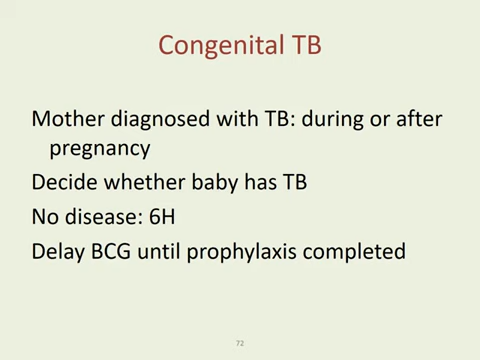 Congenital TB
Mother diagnosed with TB: during or after
pregnancy
Decide whether baby has TB
No disease: 6H
Delay BCG until prophylaxis completed
72